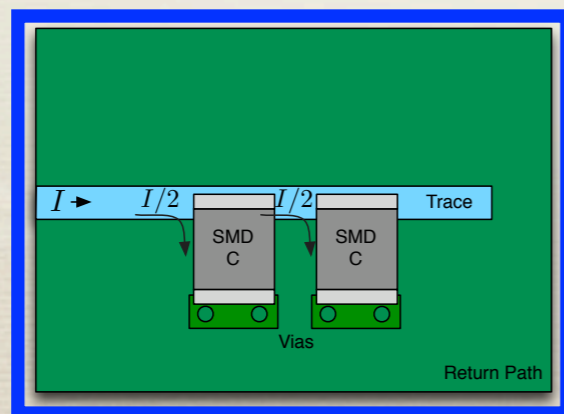 I
I/2
I/2
Trace
SMD
C
SMD
C
Vias
Return Path